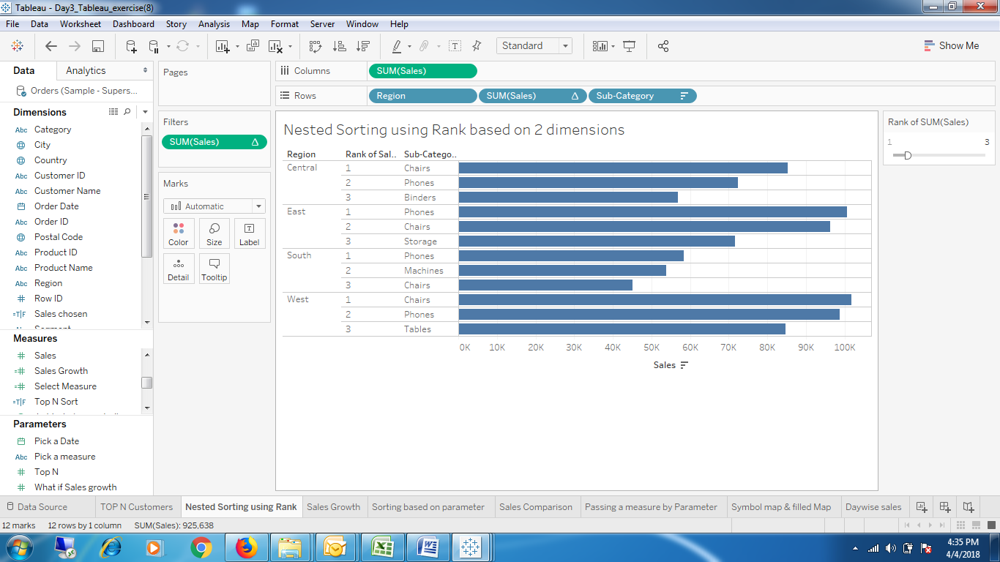 Tableau - Day3_Tableau_exercise(8)
File Data Worksheet Dashboard Story Analysis Map Format Server Window Help
Standard
Show Me
Data Analytics
Orders (Sample - Supers...
Dimensions
Abc Category
City
Country
Abc Customer ID
Abc Customer Name
Order Date
Abc Order ID
Postal Code
Abc Product ID
Abc Product Name
Abc Region
# Row ID
=T|F Sales chosen
Measures
# Sales
=# Sales Growth
=# Select Measure
=T|F Top N Sort
Parameters
Pick a Date
Abc Pick a measure
# Top N
# What if Sales growth
Pages
Filters
SUM(Sales) Δ
Marks
Automatic
Color Size Label
Detail Tooltip
Columns SUM(Sales)
Rows Region SUM(Sales) Δ Sub-Category
Nested Sorting using Rank based on 2 dimensions
Region Rank of Sal.. Sub-Catego..
Central 1 Chairs
2 Phones
3 Binders
East 1 Phones
2 Chairs
3 Storage
South 1 Phones
2 Machines
3 Chairs
West 1 Chairs
2 Phones
3 Tables
0K 10K 20K 30K 40K 50K 60K 70K 80K 90K 100K
Sales
Rank of SUM(Sales)
1 3
Data Source TOP N Customers Nested Sorting using Rank Sales Growth Sorting based on parameter Sales Comparison Passing a measure by Parameter Symbol map & filled Map Daywise sales
12 marks 12 rows by 1 column SUM(Sales): 925,638
4:35 PM
4/4/2018